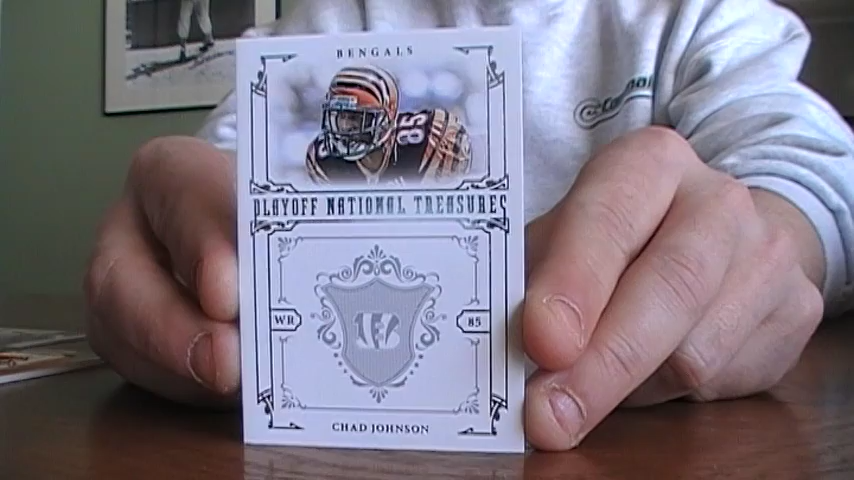 BENGALS
85
PLAYOFF NATIONAL TREASURES
WR
85
B
CHAD JOHNSON